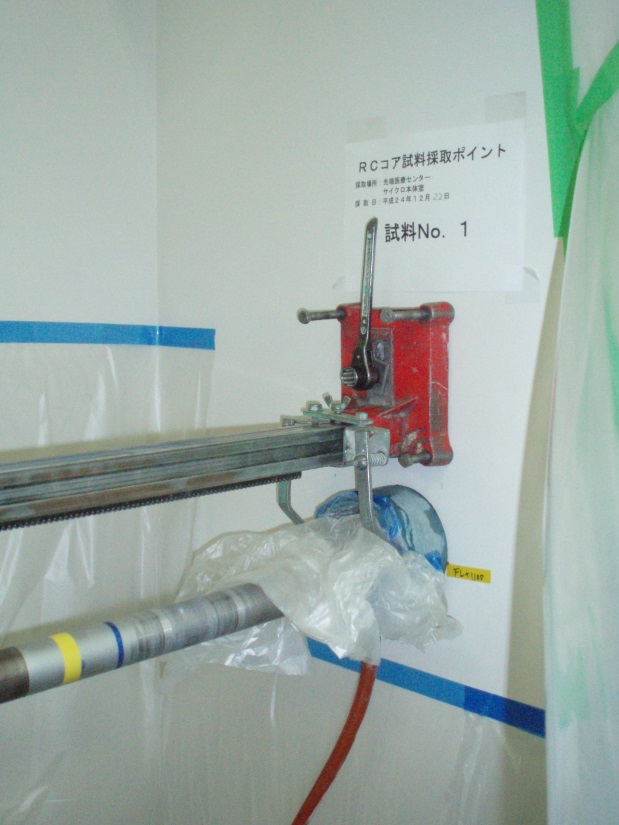 RCコア試料採取ポイント
採取場所：先端医療センター
サイクロ本体室
採取日：平成24年12月22日
試料No. 1